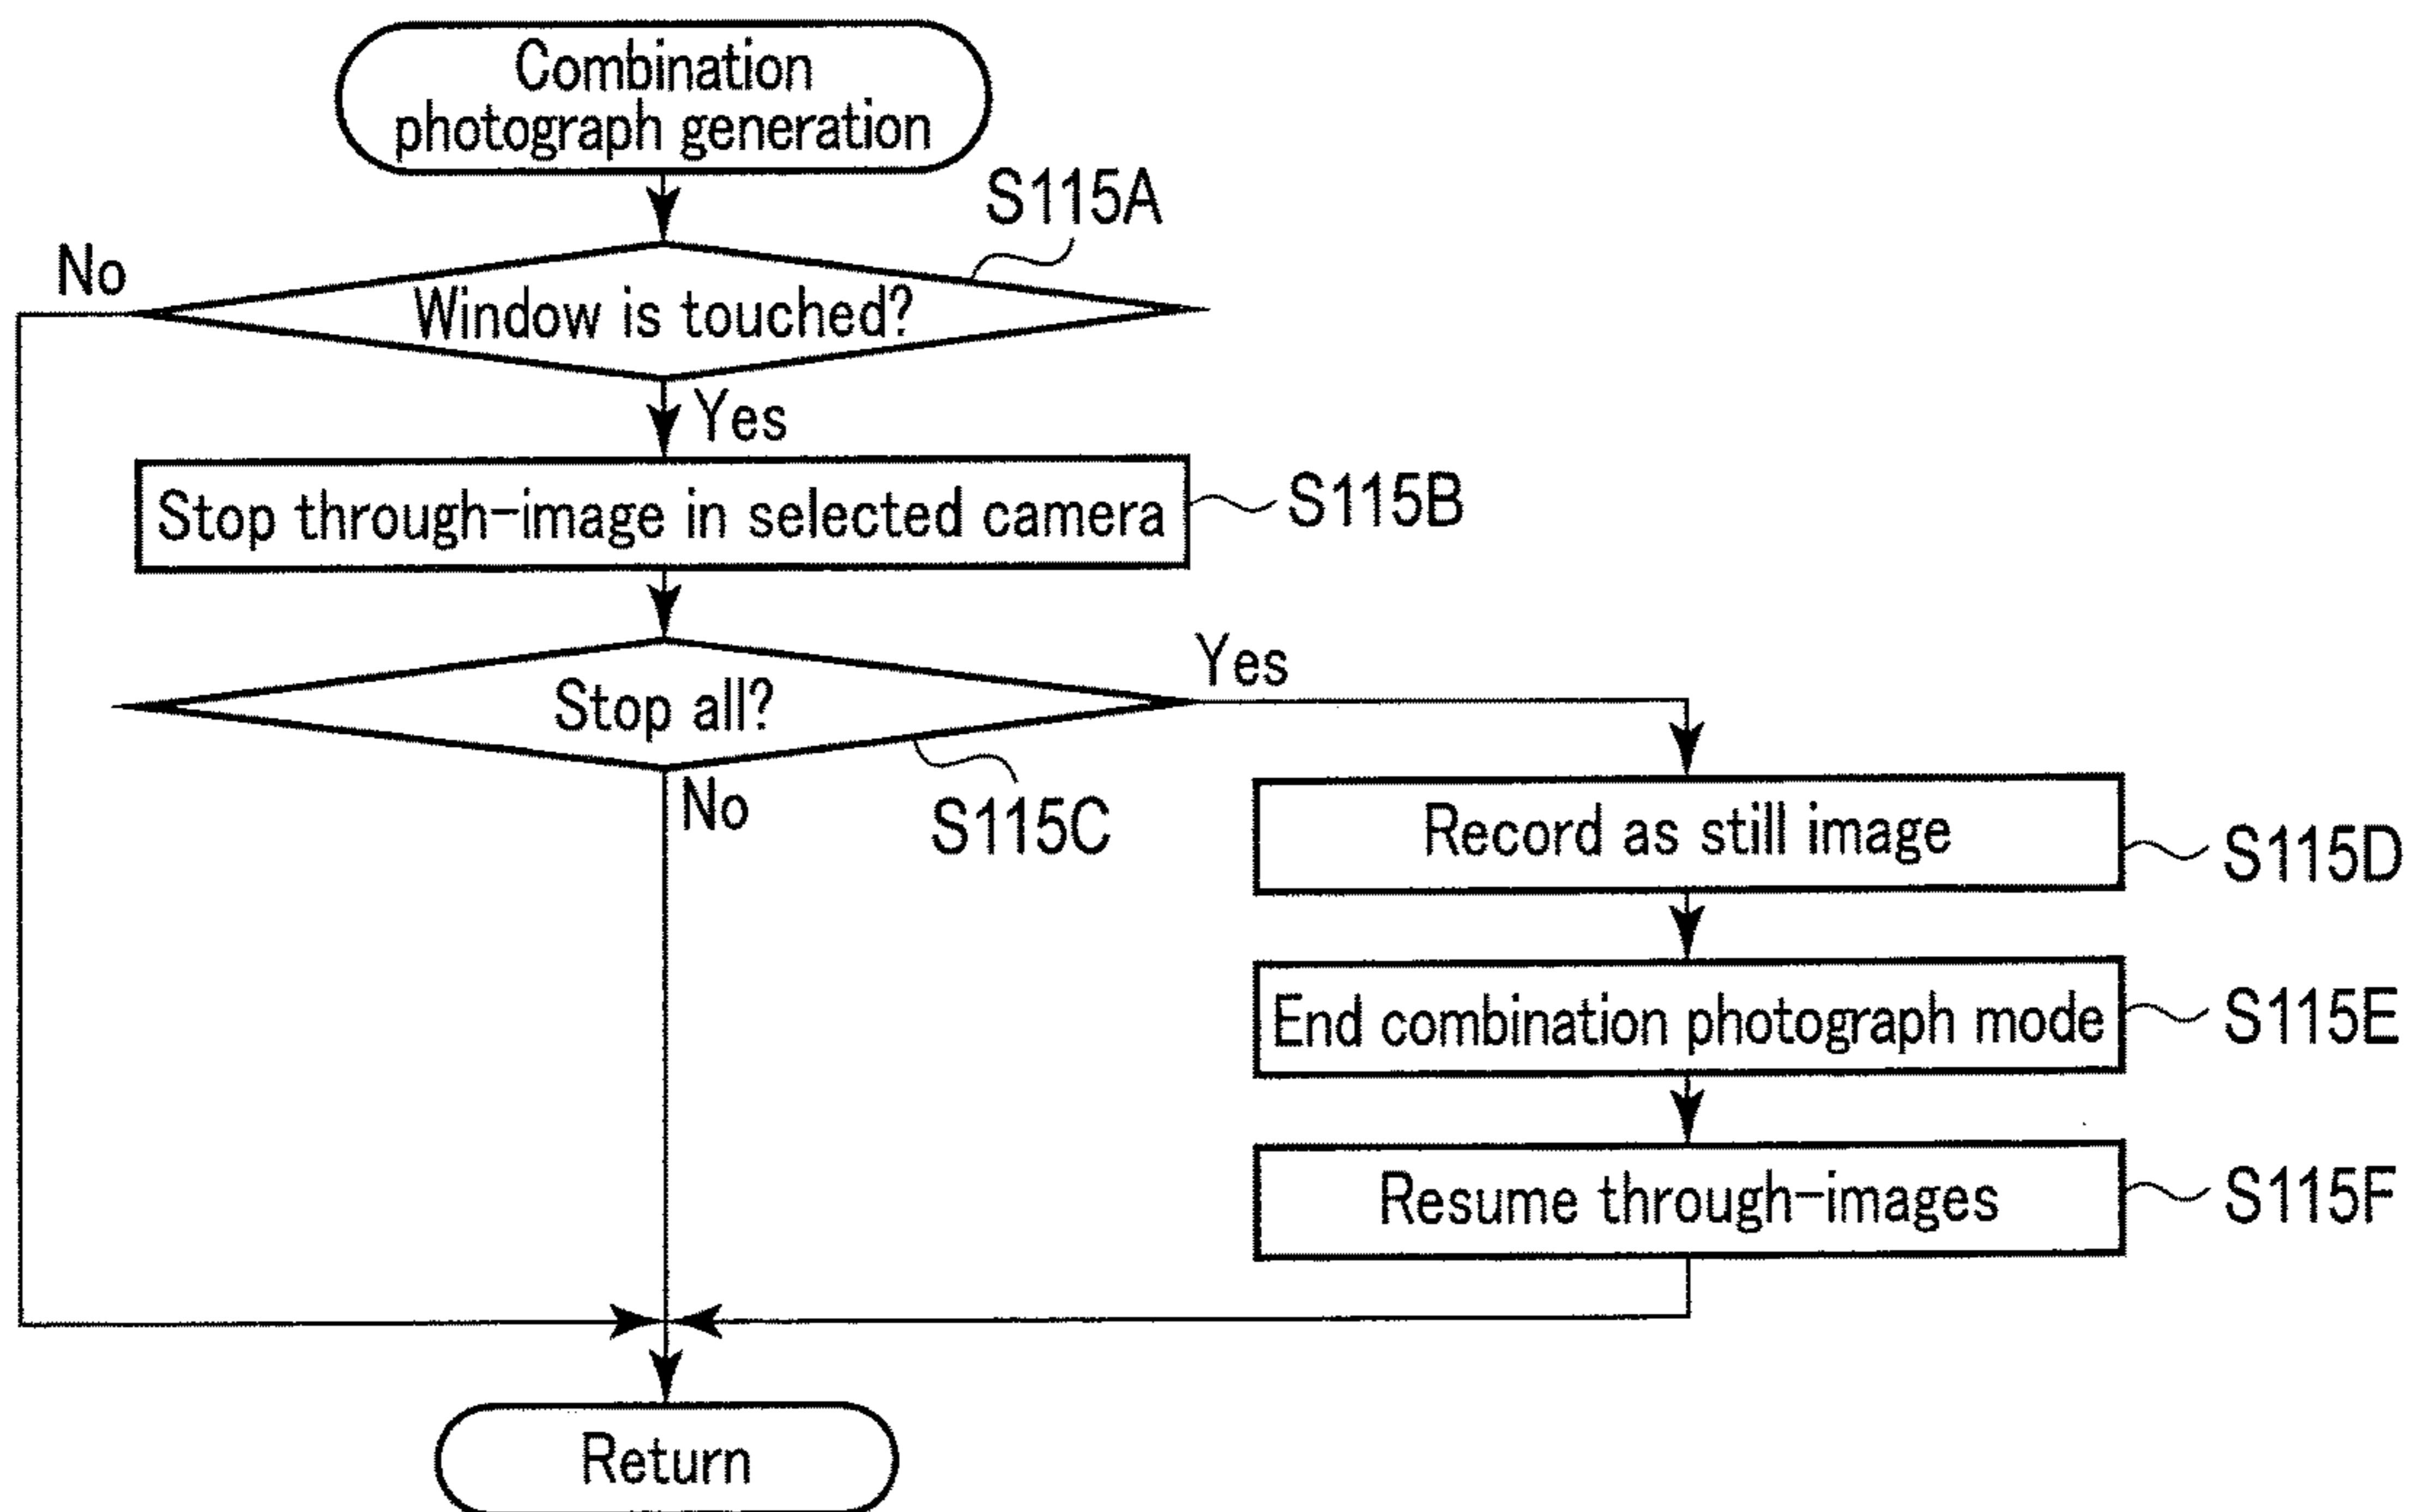 Combination
photograph generation
S115A
No
Window is touched?
Yes
Stop through-image in selected camera
S115B
Yes
Stop all?
No
S115C
Record as still image
S115D
End combination photograph mode
S115E
Resume through-images
S115F
Return